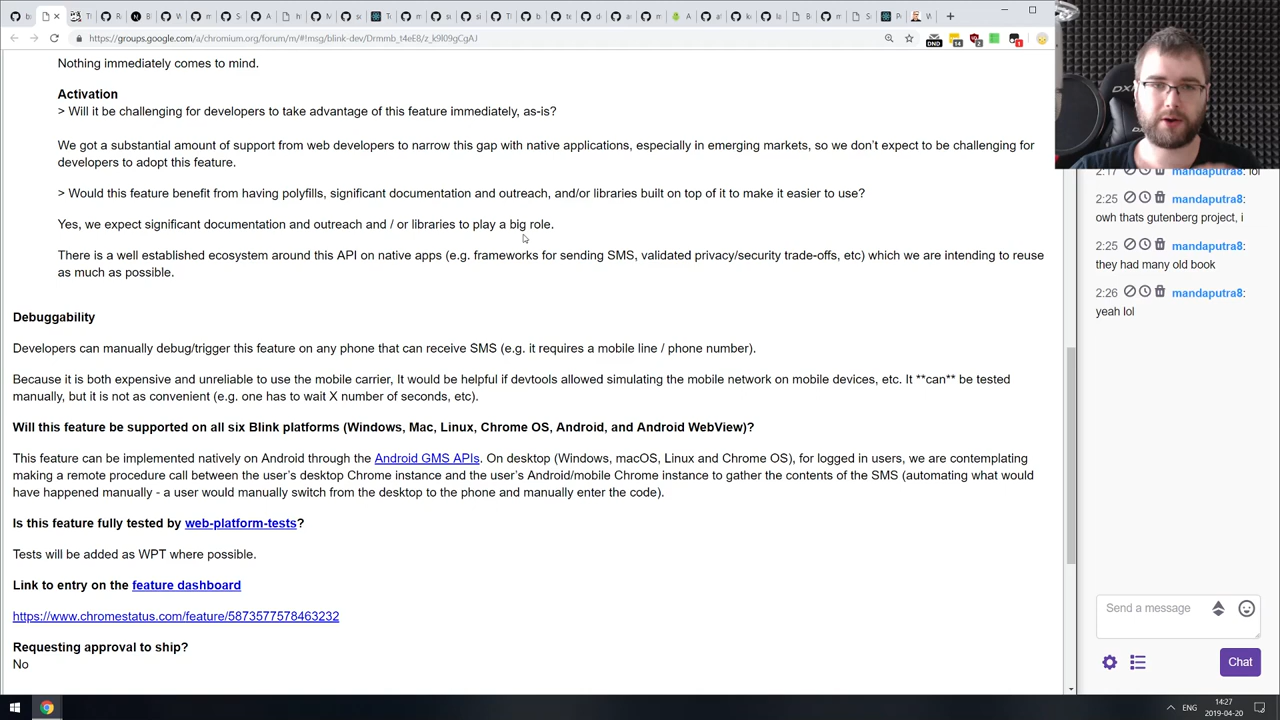 https://groups.google.com/a/chromium.org/forum/m/#!msg/blink-dev/Drmmb_t4eE8/z_k9l09gCgAJ
Nothing immediately comes to mind.
Activation
> Will it be challenging for developers to take advantage of this feature immediately, as-is?
We got a substantial amount of support from web developers to narrow this gap with native applications, especially in emerging markets, so we don't expect to be challenging for
developers to adopt this feature.
> Would this feature benefit from having polyfills, significant documentation and outreach, and/or libraries built on top of it to make it easier to use?
Yes, we expect significant documentation and outreach and / or libraries to play a big role.
There is a well established ecosystem around this API on native apps (e.g. frameworks for sending SMS, validated privacy/security trade-offs, etc) which we are intending to reuse
as much as possible.
Debuggability
Developers can manually debug/trigger this feature on any phone that can receive SMS (e.g. it requires a mobile line / phone number).
Because it is both expensive and unreliable to use the mobile carrier, It would be helpful if devtools allowed simulating the mobile network on mobile devices, etc. It **can** be tested
manually, but it is not as convenient (e.g. one has to wait X number of seconds, etc).
Will this feature be supported on all six Blink platforms (Windows, Mac, Linux, Chrome OS, Android, and Android WebView)?
This feature can be implemented natively on Android through the Android GMS APIs. On desktop (Windows, macOS, Linux and Chrome OS), for logged in users, we are contemplating
making a remote procedure call between the user's desktop Chrome instance and the user's Android/mobile Chrome instance to gather the contents of the SMS (automating what would
have happened manually - a user would manually switch from the desktop to the phone and manually enter the code).
Is this feature fully tested by web-platform-tests?
Tests will be added as WPT where possible.
Link to entry on the feature dashboard
https://www.chromestatus.com/feature/5873577578463232
Requesting approval to ship?
No
2:17 mandaputra8: lol
2:25 mandaputra8:
owh thats gutenberg project, i
2:25 mandaputra8:
they had many old book
2:26 mandaputra8:
yeah lol
Send a message
Chat
ENG
14:27
2019-04-20